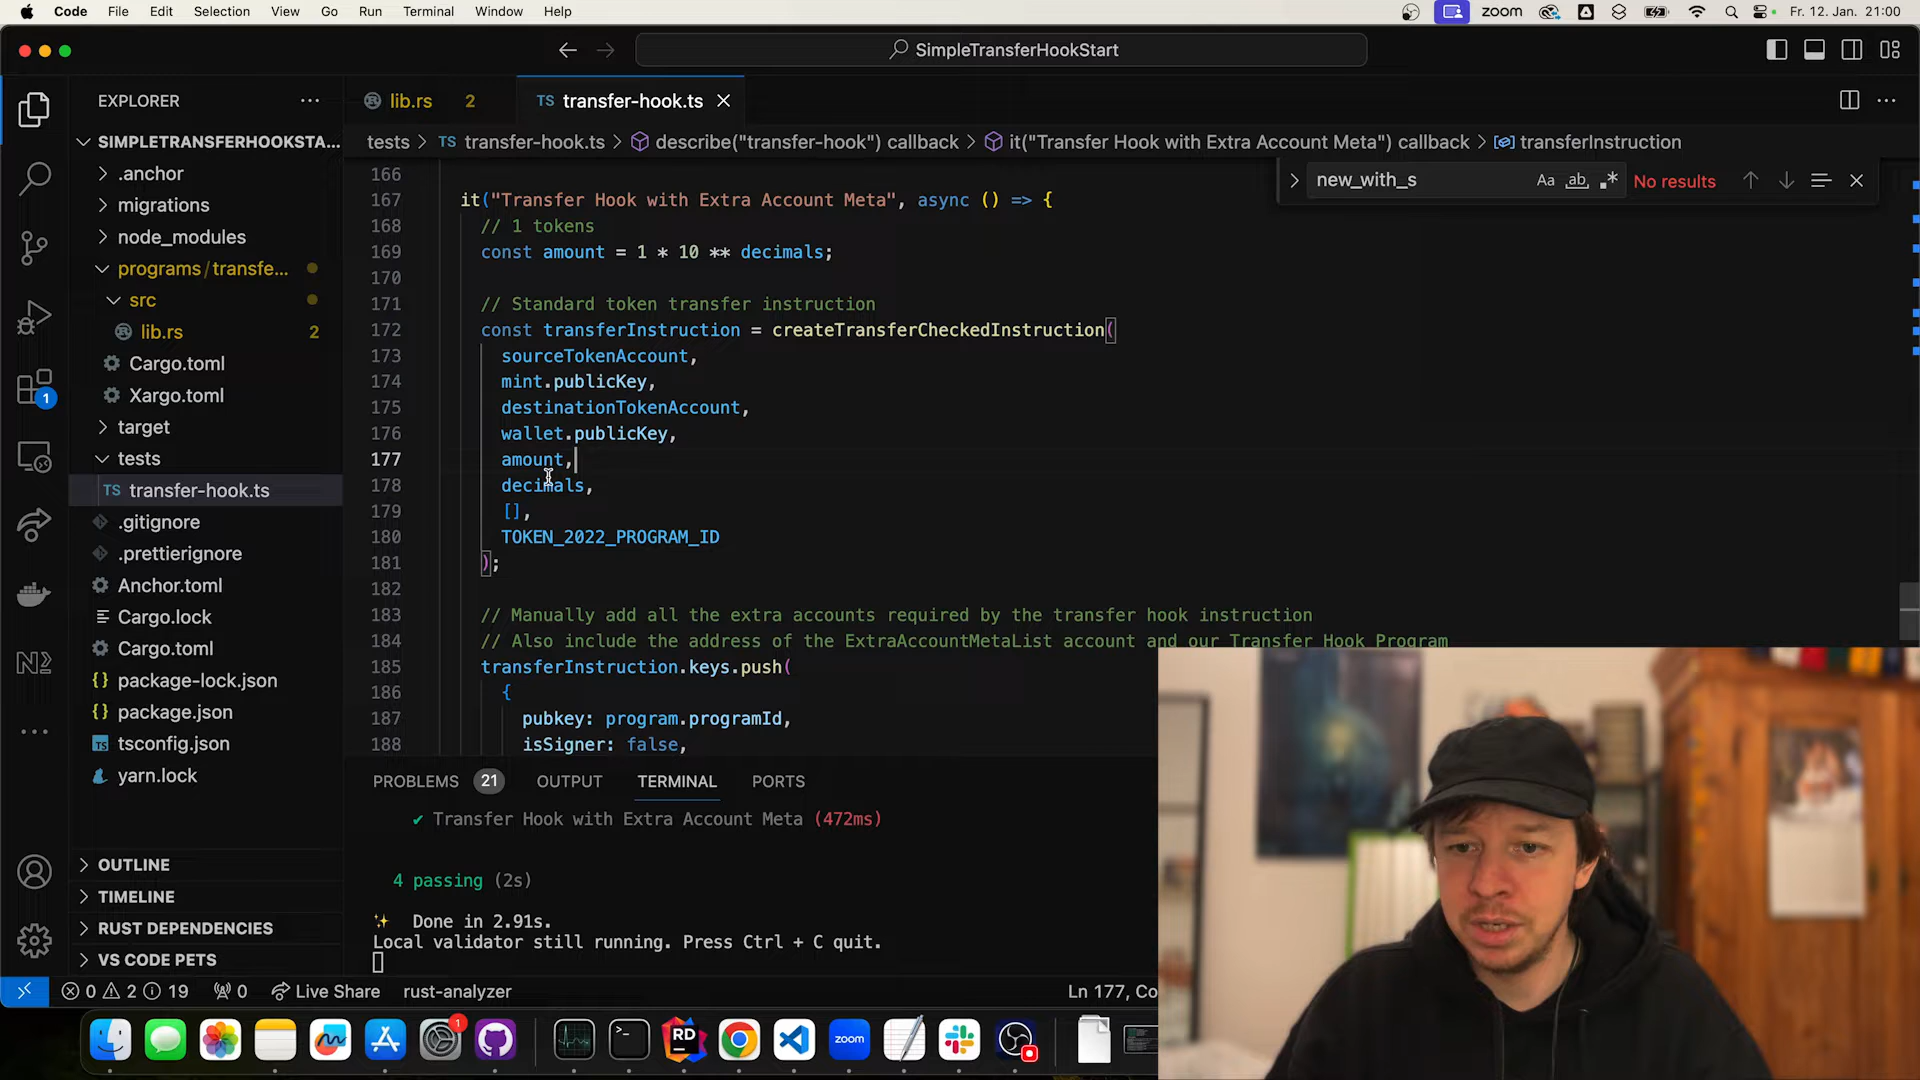 Code File Edit Selection View Go Run Terminal Window Help
zoom Fr. 12. Jan. 21:00
SimpleTransferHookStart
EXPLORER
SIMPLETRANSFERHOOKSTA...
.anchor
migrations
node_modules
programs/transfe...
src
lib.rs 2
Cargo.toml
Xargo.toml
target
tests
TS transfer-hook.ts
.gitignore
.prettierignore
Anchor.toml
Cargo.lock
Cargo.toml
{} package-lock.json
{} package.json
TS tsconfig.json
yarn.lock
OUTLINE
TIMELINE
RUST DEPENDENCIES
VS CODE PETS
1
lib.rs 2
TS transfer-hook.ts
tests > TS transfer-hook.ts > describe("transfer-hook") callback > it("Transfer Hook with Extra Account Meta") callback > transferInstruction
new_with_s Aa ab .* No results
166
167 it("Transfer Hook with Extra Account Meta", async () => {
168 // 1 tokens
169 const amount = 1 * 10 ** decimals;
170
171 // Standard token transfer instruction
172 const transferInstruction = createTransferCheckedInstruction(
173 sourceTokenAccount,
174 mint.publicKey,
175 destinationTokenAccount,
176 wallet.publicKey,
177 amount,
178 decimals,
179 [],
180 TOKEN_2022_PROGRAM_ID
181 );
182
183 // Manually add all the extra accounts required by the transfer hook instruction
184 // Also include the address of the ExtraAccountMetaList account and our Transfer Hook Program
185 transferInstruction.keys.push(
186 {
187 pubkey: program.programId,
188 isSigner: false,
PROBLEMS 21 OUTPUT TERMINAL PORTS
✔ Transfer Hook with Extra Account Meta (472ms)
4 passing (2s)
✨ Done in 2.91s.
Local validator still running. Press Ctrl + C quit.
0 2 19 0 Live Share rust-analyzer Ln 177, Co
1 RD zoom